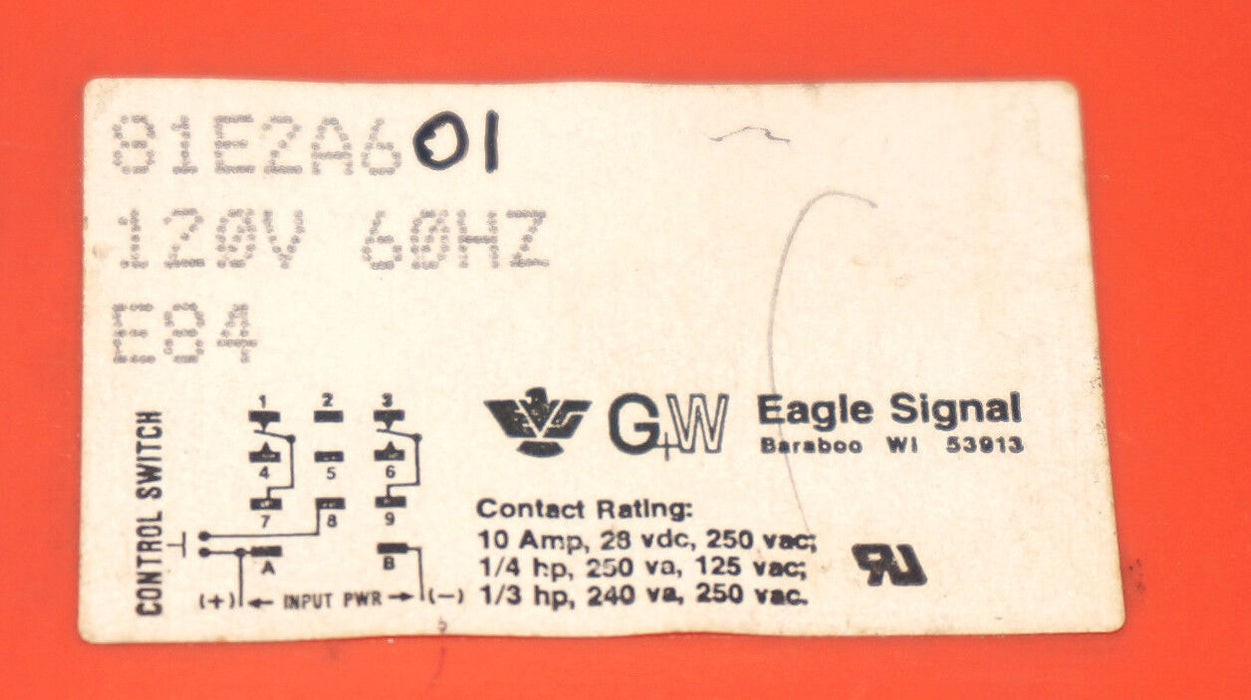 81E2A601
120V 60HZ
E84
CONTROL SWITCH
1 2 3
4 5 6
7 8 9
A B
(+) INPUT PWR (-)
G+W Eagle Signal
Baraboo WI 53913
Contact Rating:
10 Amp, 28 vdc, 250 vac;
1/4 hp, 250 va, 125 vac;
1/3 hp, 240 va, 250 vac.